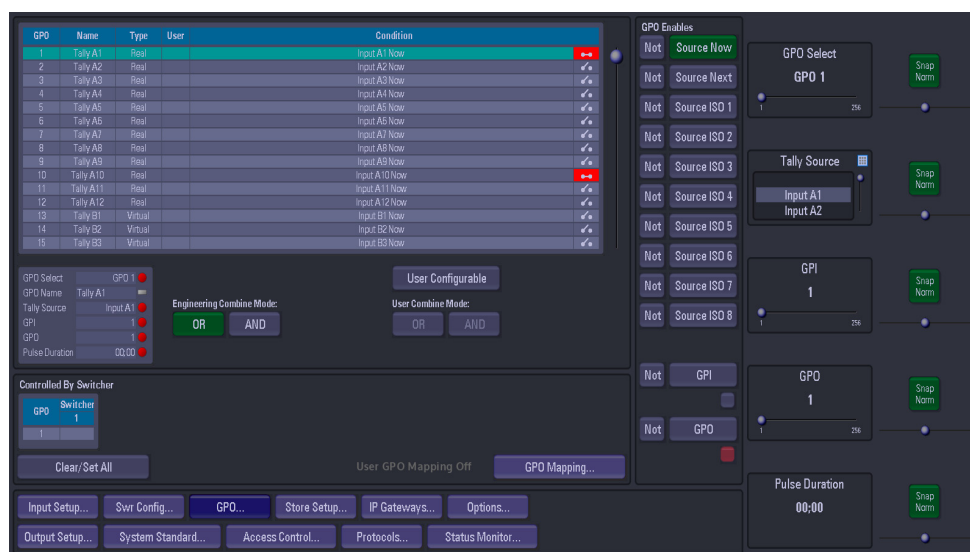 GPO Name Type User Condition
1 Tally A1 Real Input A1 Now
2 Tally A2 Real Input A2 Now
3 Tally A3 Real Input A3 Now
4 Tally A4 Real Input A4 Now
5 Tally A5 Real Input A5 Now
6 Tally A6 Real Input A6 Now
7 Tally A7 Real Input A7 Now
8 Tally A8 Real Input A8 Now
9 Tally A9 Real Input A9 Now
10 Tally A10 Real Input A10 Now
11 Tally A11 Real Input A11 Now
12 Tally A12 Real Input A12 Now
13 Tally B1 Virtual Input B1 Now
14 Tally B2 Virtual Input B2 Now
15 Tally B3 Virtual Input B3 Now
GPO Select GPO 1
GPO Name Tally A1
Tally Source Input A1
GPI 1
GPO 1
Pulse Duration 00;00
Engineering Combine Mode:
OR AND
User Configurable
User Combine Mode:
OR AND
Controlled By Switcher
GPO Switcher
1
1
Clear/Set All
User GPO Mapping Off
GPO Mapping...
Input Setup... Swr Config... GPO... Store Setup... IP Gateways... Options...
Output Setup... System Standard... Access Control... Protocols... Status Monitor...
GPO Enables
Not Source Now
Not Source Next
Not Source ISO 1
Not Source ISO 2
Not Source ISO 3
Not Source ISO 4
Not Source ISO 5
Not Source ISO 6
Not Source ISO 7
Not Source ISO 8
Not GPI
Not GPO
GPO Select
GPO 1
1 256
Snap
Norm
Tally Source
Input A1
Input A2
Snap
Norm
GPI
1
1 256
Snap
Norm
GPO
1
1 256
Snap
Norm
Pulse Duration
00;00
Snap
Norm